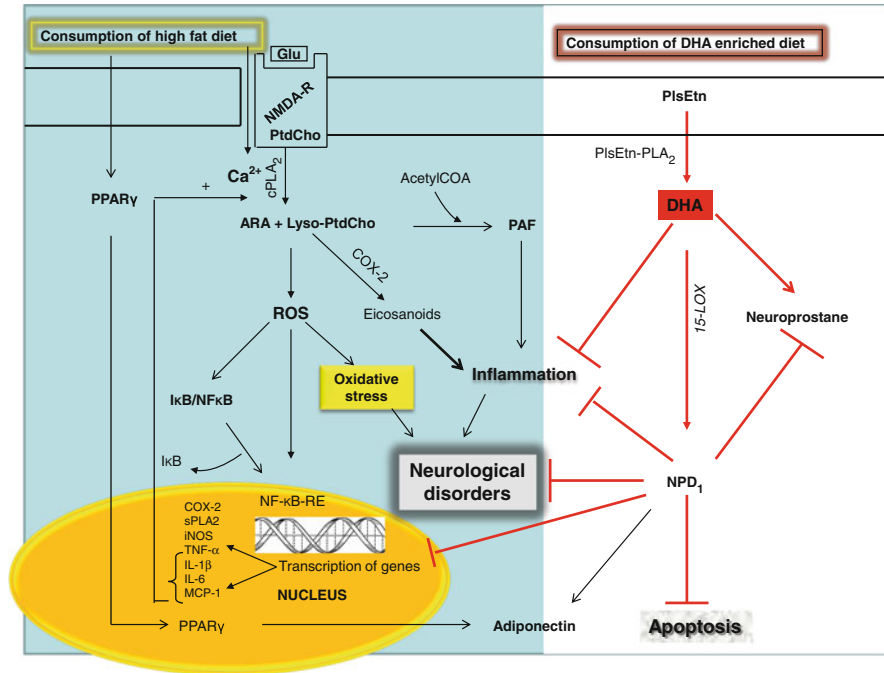 Consumption of high fat diet
Consumption of DHA enriched diet
Glu
NMDA-R
PtdCho
PlsEtn
PlsEtn-PLA₂
cPLA₂
Ca²⁺
+
AcetylCOA
PPARγ
DHA
ARA + Lyso-PtdCho
PAF
COX-2
15-LOX
ROS
Eicosanoids
Neuroprostane
Oxidative
stress
Inflammation
IκB/NFκB
IκB
Neurological
disorders
NPD₁
NF-κB-RE
COX-2
sPLA2
iNOS
TNF-α
IL-1β
IL-6
MCP-1
Transcription of genes
NUCLEUS
PPARγ
Adiponectin
Apoptosis